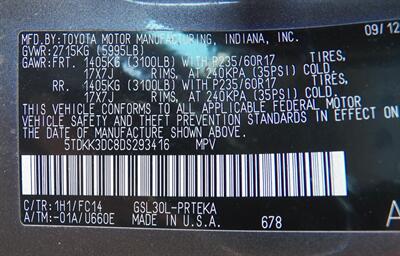 MFD.BY:TOYOTA MOTOR MANUFACTURING, INDIANA, INC. 09/12
GVWR:2715KG (5995LB)
GAWR:FRT. 1405KG (3100LB) WITH P235/60R17 TIRES,
17X7J RIMS, AT 240KPA (35PSI) COLD.
RR. 1405KG (3100LB) WITH P235/60R17 TIRES,
17X7J RIMS, AT 240KPA (35PSI) COLD.
THIS VEHICLE CONFORMS TO ALL APPLICABLE FEDERAL MOTOR
VEHICLE SAFETY AND THEFT PREVENTION STANDARDS IN EFFECT
ON THE DATE OF MANUFACTURE SHOWN ABOVE.
5TDKK3DC8DS293416 MPV
C/TR:1H1/FC14 GSL30L-PRTEKA
A/TM:-01A/U660E MADE IN U.S.A. 678
A